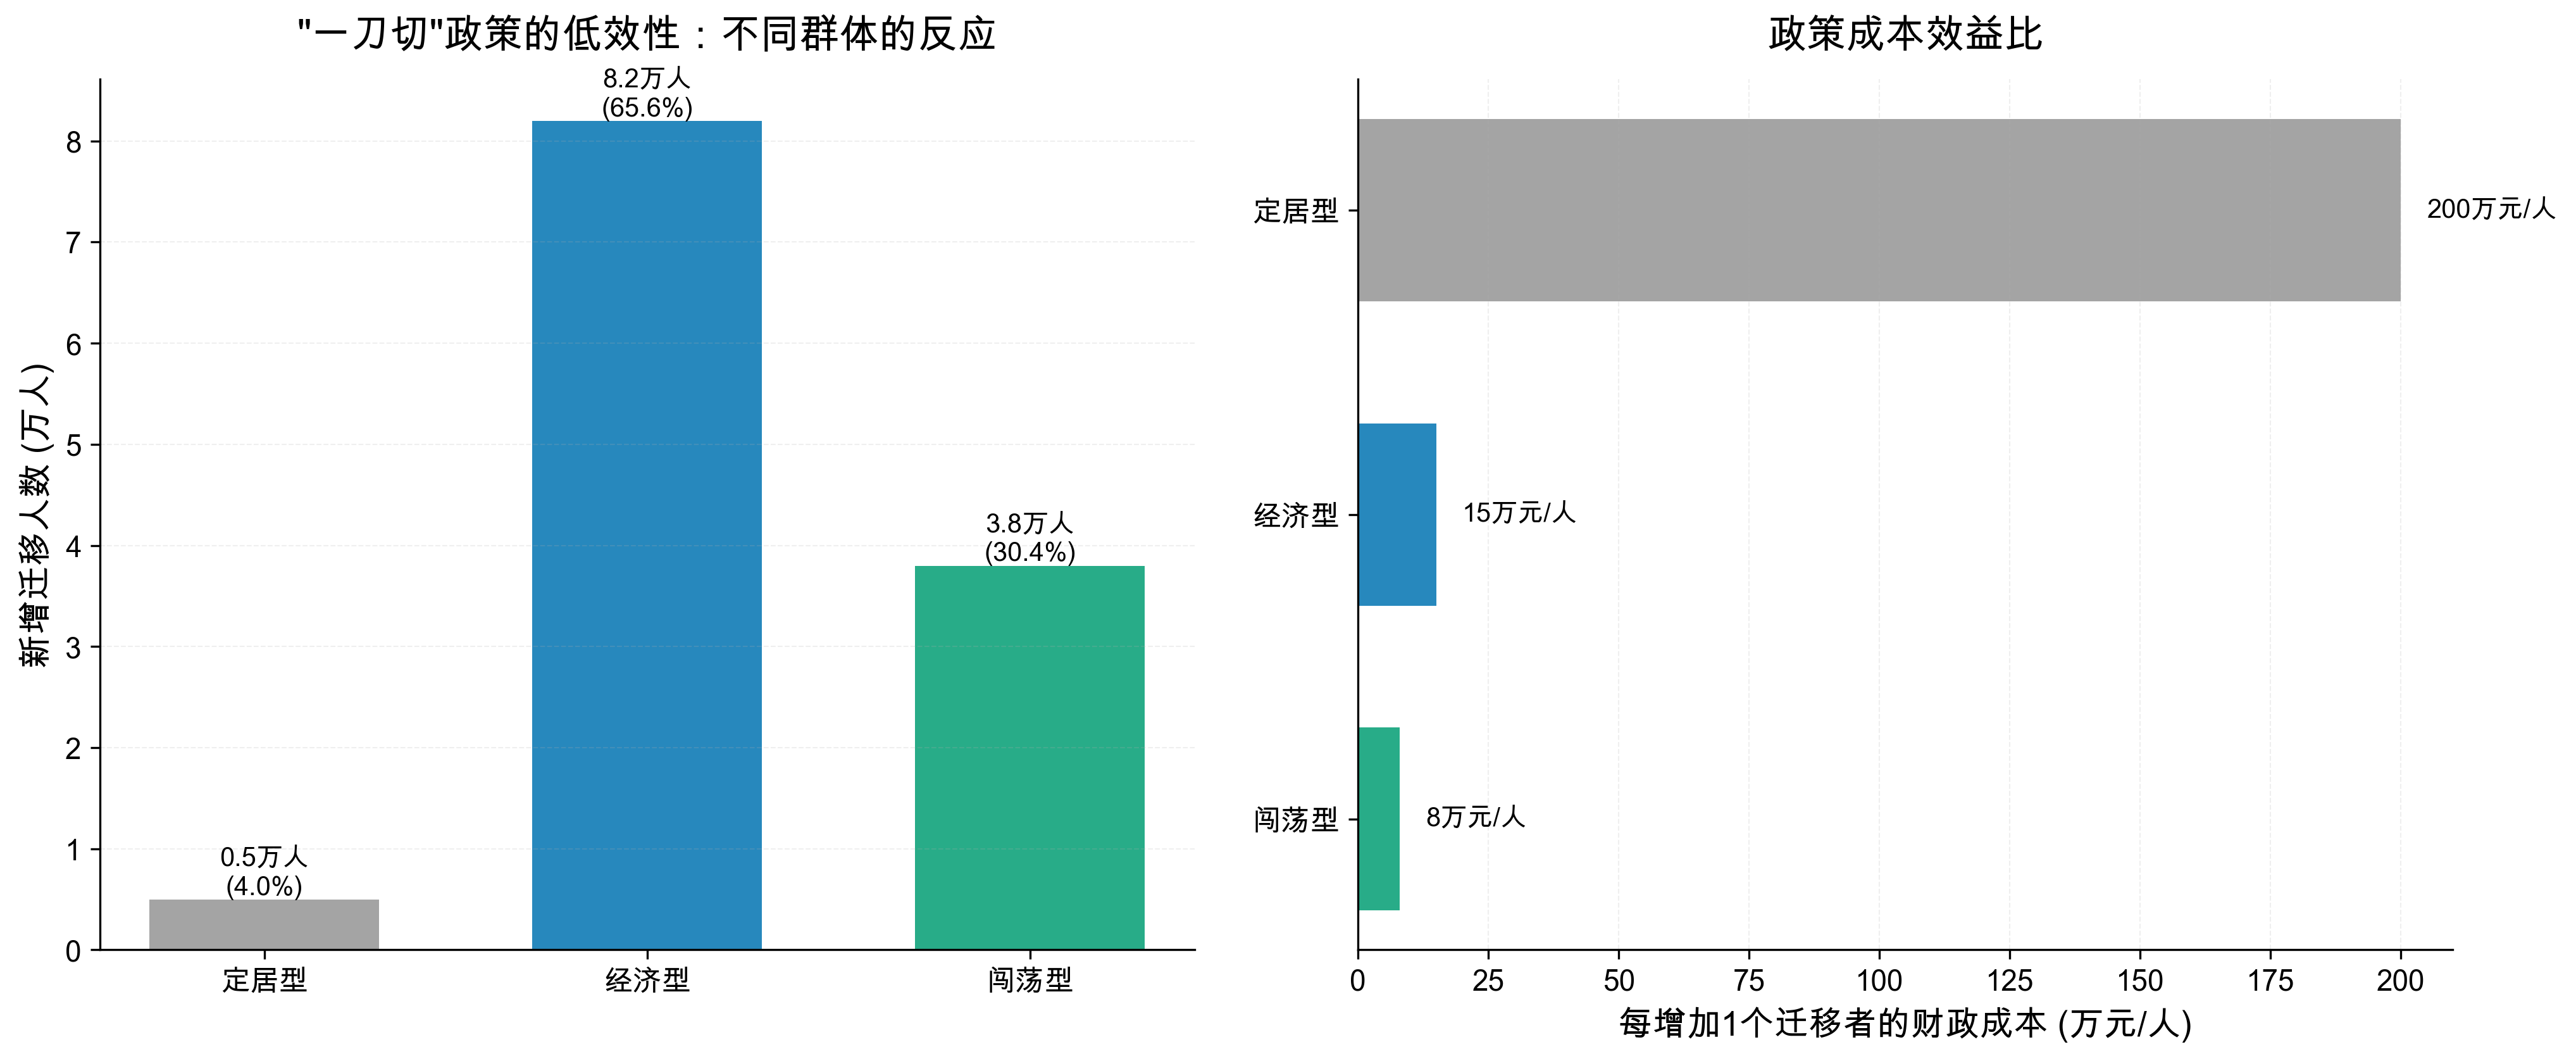 "一刀切"政策的低效性：不同群体的反应
新增迁移人数 (万人)
8
7
6
5
4
3
2
1
0
0.5万人
(4.0%)
8.2万人
(65.6%)
3.8万人
(30.4%)
定居型
经济型
闯荡型
政策成本效益比
定居型
200万元/人
经济型
15万元/人
闯荡型
8万元/人
0
25
50
75
100
125
150
175
200
每增加1个迁移者的财政成本 (万元/人)